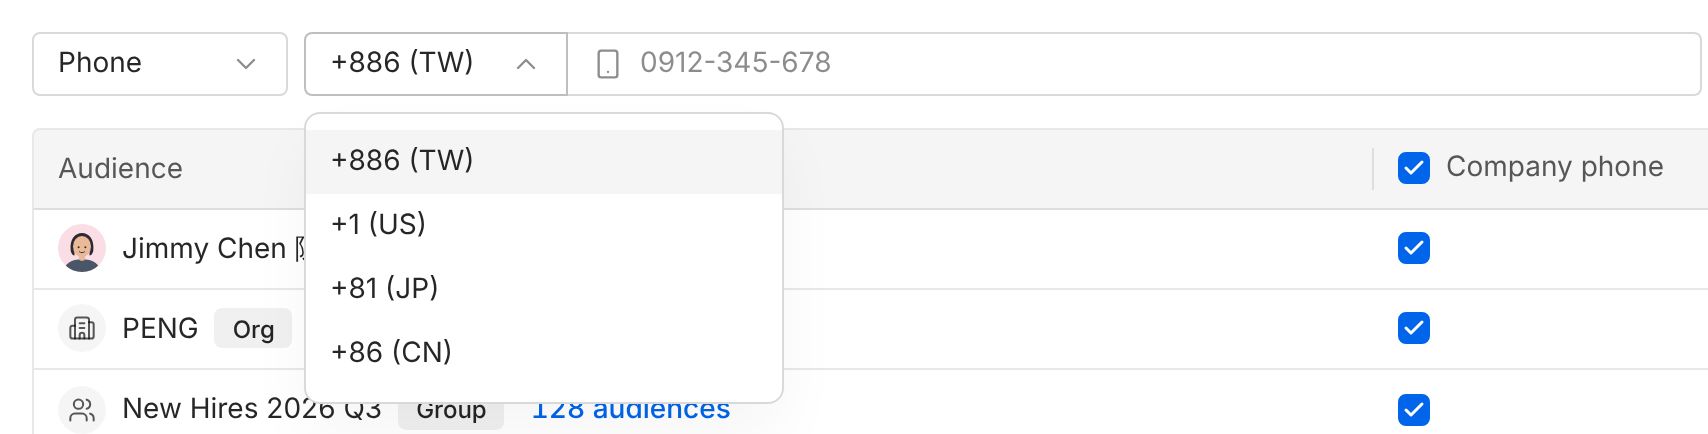 Phone +886 (TW) 0912-345-678
+886 (TW)
+1 (US)
+81 (JP)
+86 (CN)
Audience Company phone
Jimmy Chen
PENG Org
New Hires 2026 Q3 Group 128 audiences